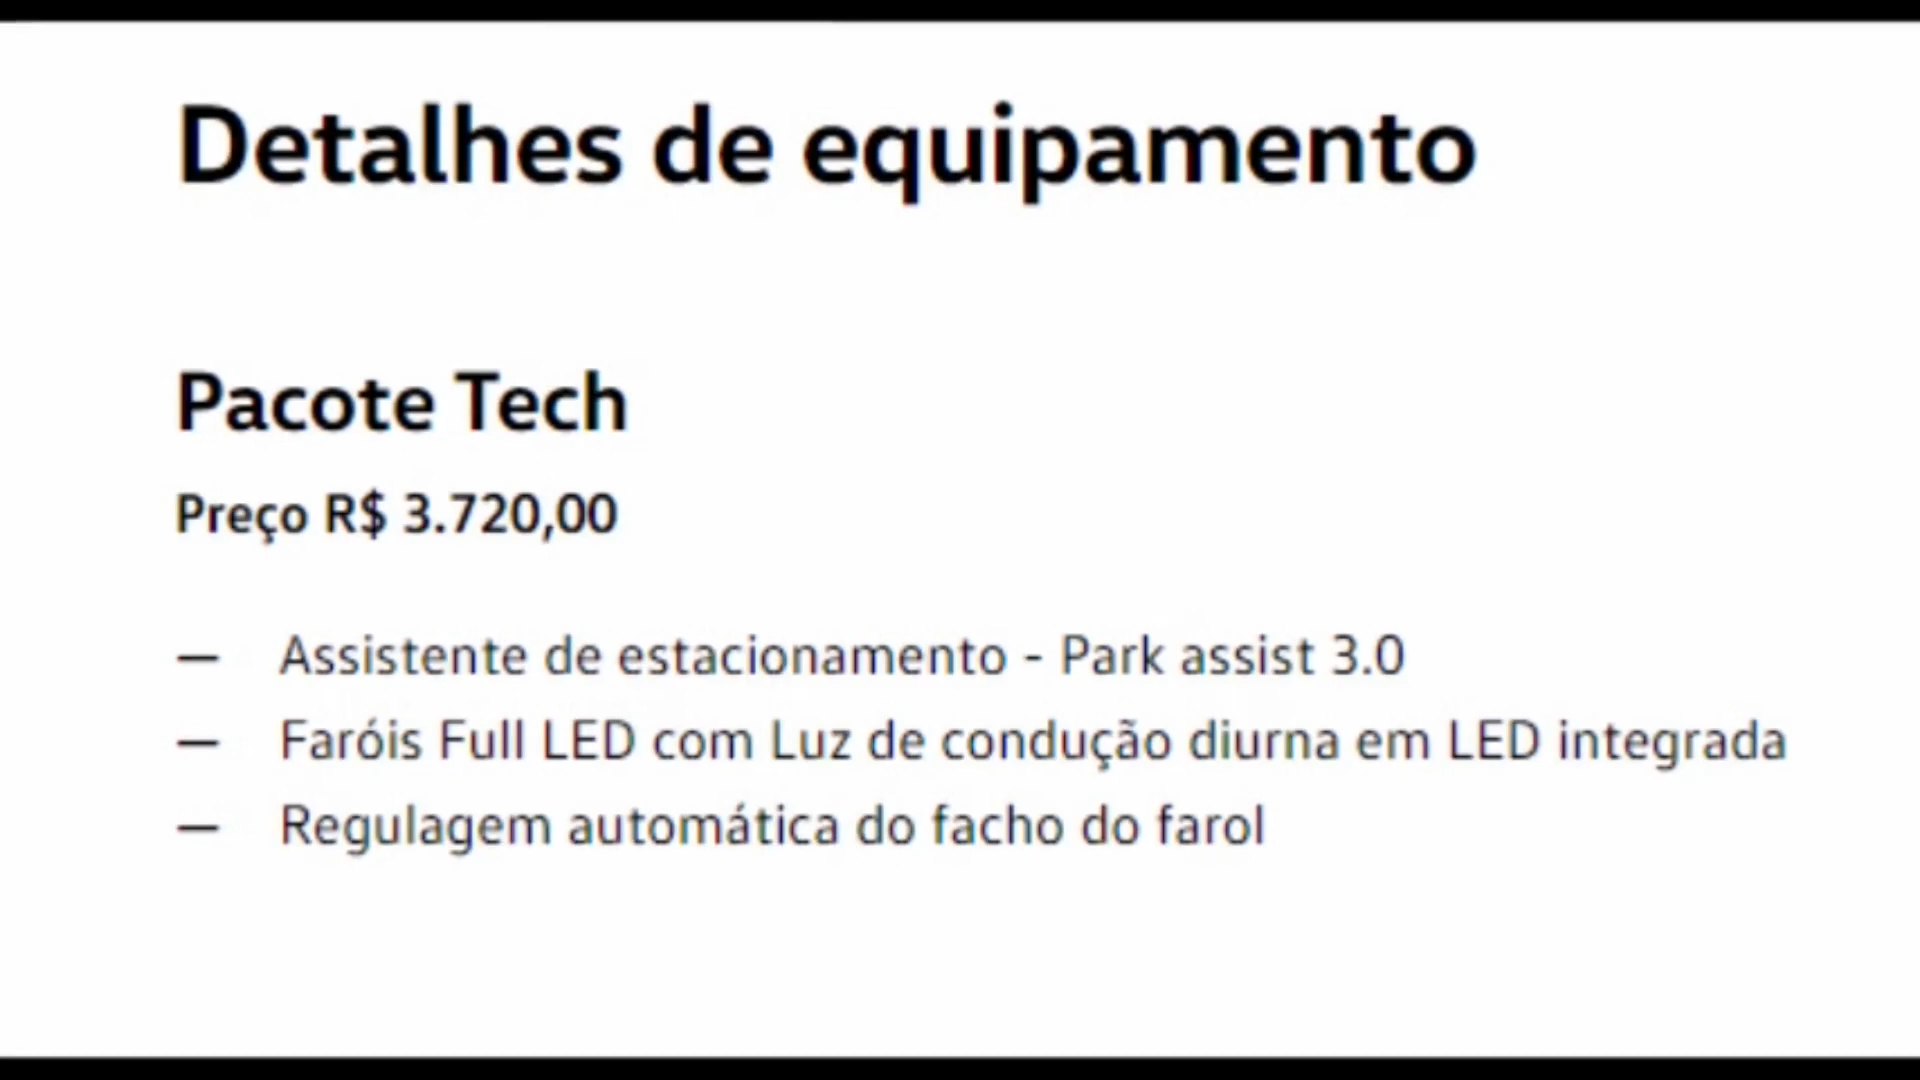 Detalhes de equipamento
Pacote Tech
Preço R$ 3.720,00
— Assistente de estacionamento - Park assist 3.0
— Faróis Full LED com Luz de condução diurna em LED integrada
— Regulagem automática do facho do farol